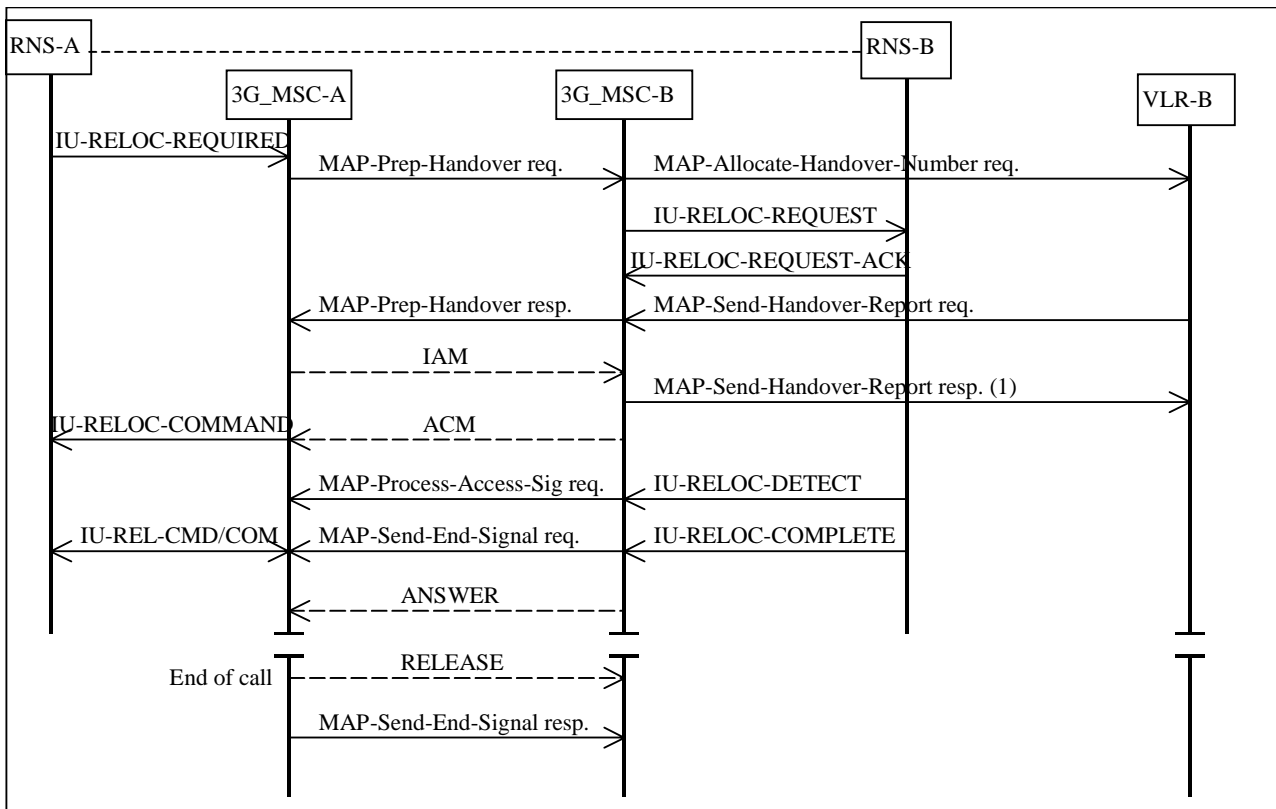 RNS-A
RNS-B
3G_MSC-A
3G_MSC-B
VLR-B
IU-RELOC-REQUIRED
MAP-Prep-Handover req.
MAP-Allocate-Handover-Number req.
IU-RELOC-REQUEST
IU-RELOC-REQUEST-ACK
MAP-Prep-Handover resp.
MAP-Send-Handover-Report req.
IAM
MAP-Send-Handover-Report resp. (1)
IU-RELOC-COMMAND
ACM
MAP-Process-Access-Sig req.
IU-RELOC-DETECT
IU-REL-CMD/COM
MAP-Send-End-Signal req.
IU-RELOC-COMPLETE
ANSWER
RELEASE
End of call
MAP-Send-End-Signal resp.